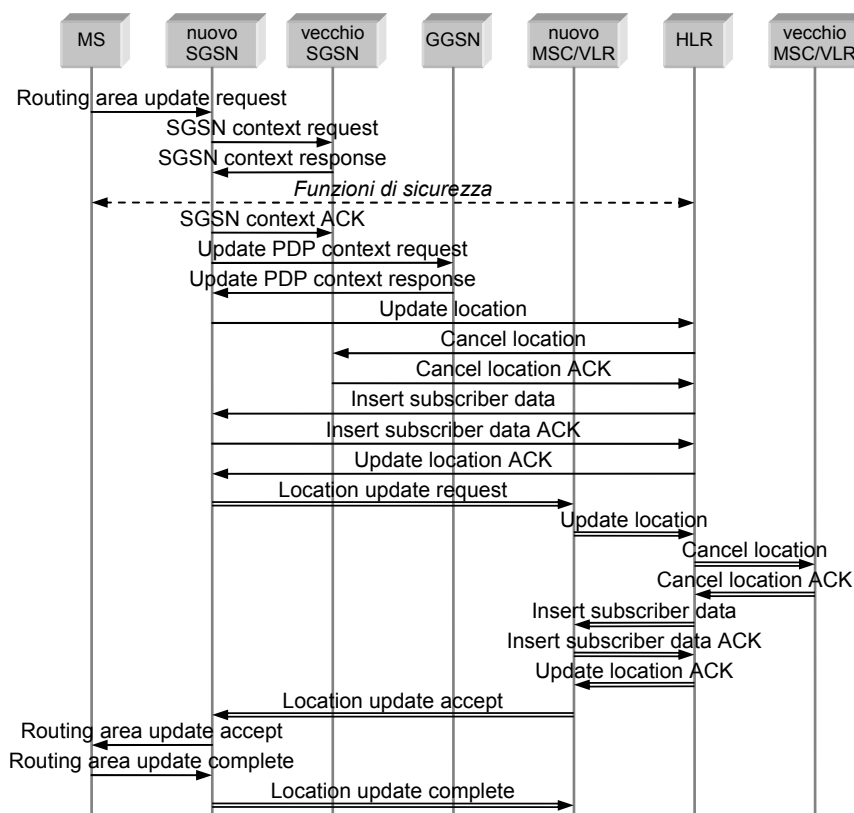 MS
nuovo
SGSN
vecchio
SGSN
GGSN
nuovo
MSC/VLR
HLR
vecchio
MSC/VLR
Routing area update request
SGSN context request
SGSN context response
Funzioni di sicurezza
SGSN context ACK
Update PDP context request
Update PDP context response
Update location
Cancel location
Cancel location ACK
Insert subscriber data
Insert subscriber data ACK
Update location ACK
Location update request
Update location
Cancel location
Cancel location ACK
Insert subscriber data
Insert subscriber data ACK
Update location ACK
Location update accept
Routing area update accept
Routing area update complete
Location update complete